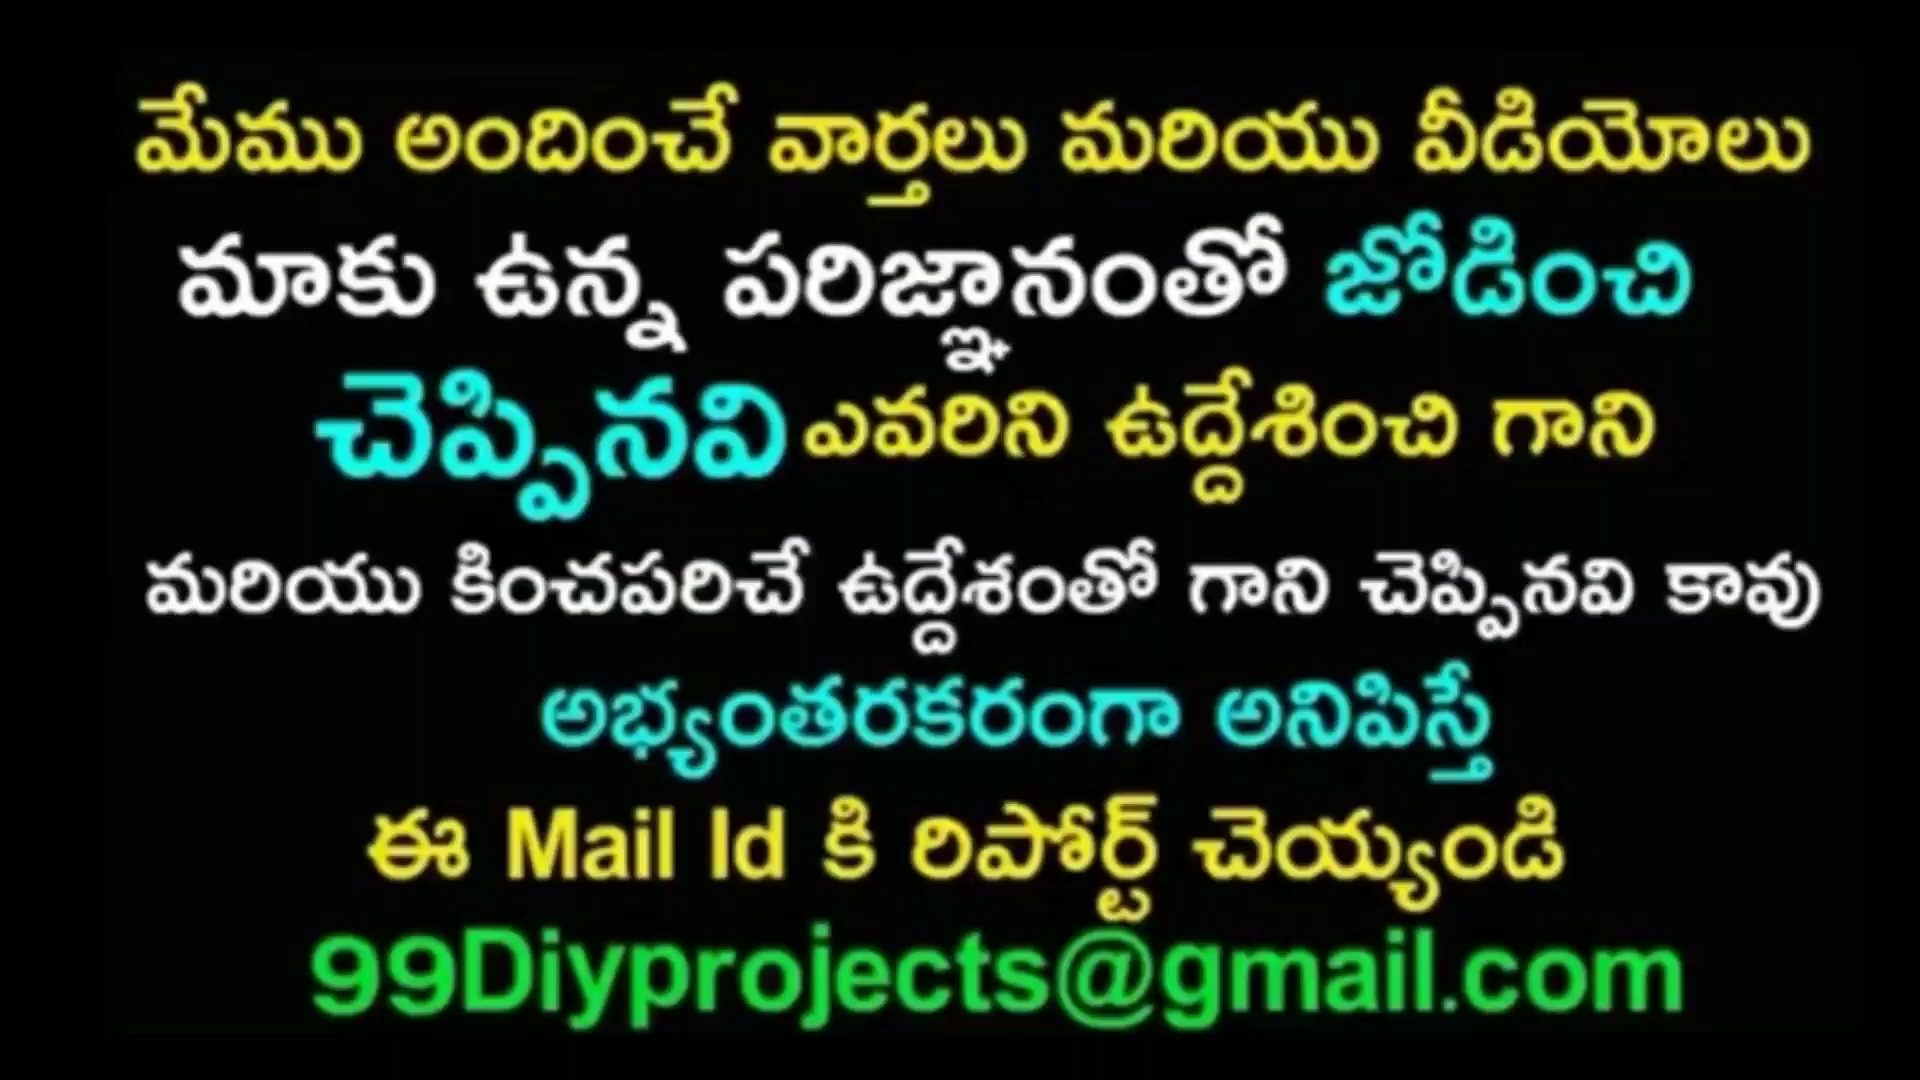 మేము అందించే వార్తలు మరియు వీడియోలు
మాకు ఉన్న పరిజ్ఞానంతో జోడించి
చెప్పినవి ఎవరిని ఉద్దేశించి గాని
మరియు కించపరిచే ఉద్దేశంతో గాని చెప్పినవి కావు
అభ్యంతరకరంగా అనిపిస్తే
ఈ Mail Id కి రిపోర్ట్ చెయ్యండి
99Diyprojects@gmail.com